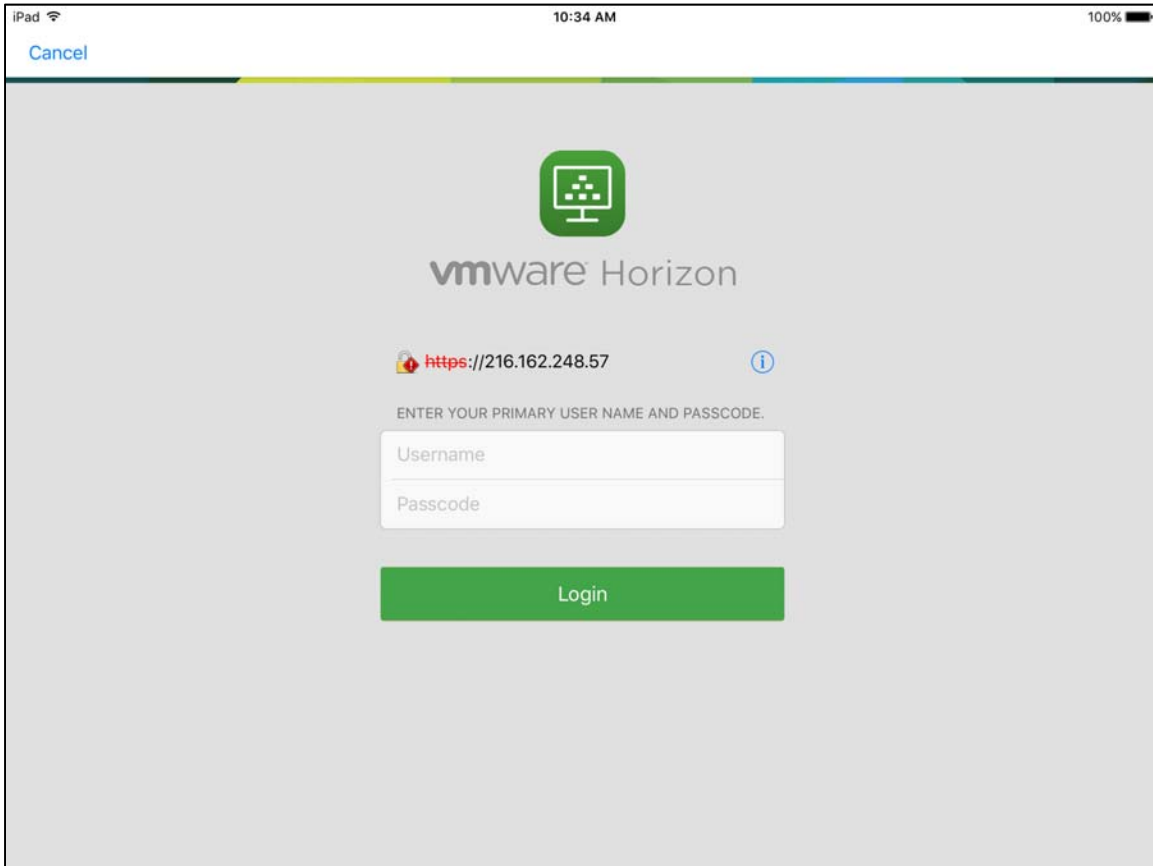 iPad 10:34 AM 100%
Cancel
vmware Horizon
https://216.162.248.57
ENTER YOUR PRIMARY USER NAME AND PASSCODE.
Username
Passcode
Login